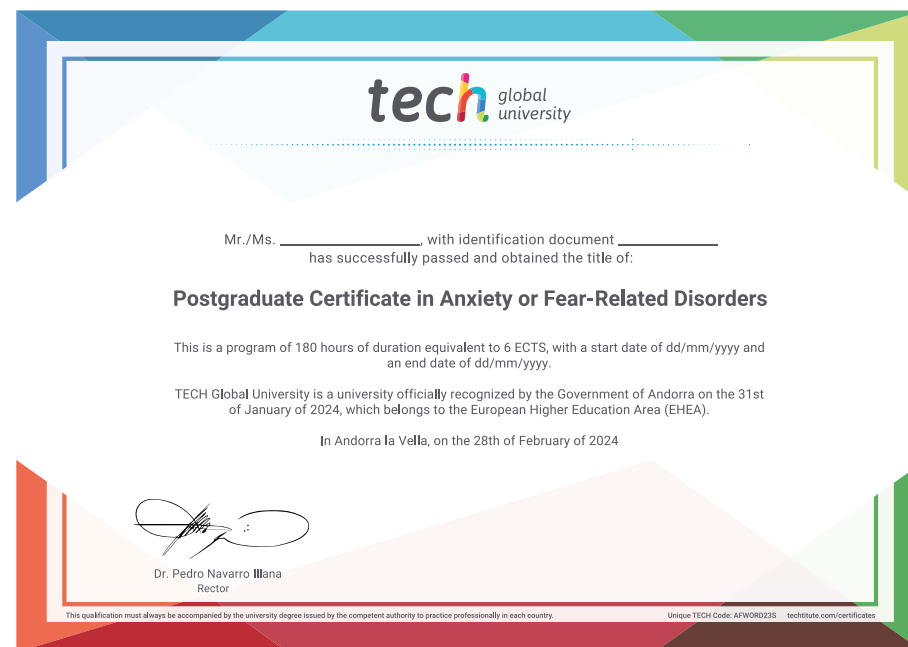 tech global university
Mr./Ms. ____________________, with identification document ______________
has successfully passed and obtained the title of:
Postgraduate Certificate in Anxiety or Fear-Related Disorders
This is a program of 180 hours of duration equivalent to 6 ECTS, with a start date of dd/mm/yyyy and
an end date of dd/mm/yyyy.
TECH Global University is a university officially recognized by the Government of Andorra on the 31st
of January of 2024, which belongs to the European Higher Education Area (EHEA).
In Andorra la Vella, on the 28th of February of 2024
Dr. Pedro Navarro Illana
Rector
This qualification must always be accompanied by the university degree issued by the competent authority to practice professionally in each country.
Unique TECH Code: AFWORD23S techtitute.com/certificates